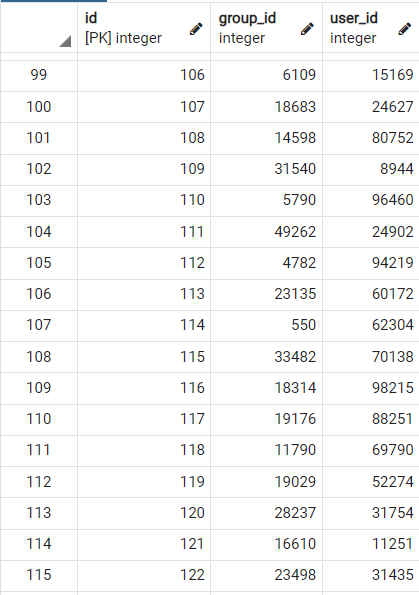 id group_id user_id
[PK] integer integer integer
99 106 6109 15169
100 107 18683 24627
101 108 14598 80752
102 109 31540 8944
103 110 5790 96460
104 111 49262 24902
105 112 4782 94219
106 113 23135 60172
107 114 550 62304
108 115 33482 70138
109 116 18314 98215
110 117 19176 88251
111 118 11790 69790
112 119 19029 52274
113 120 28237 31754
114 121 16610 11251
115 122 23498 31435